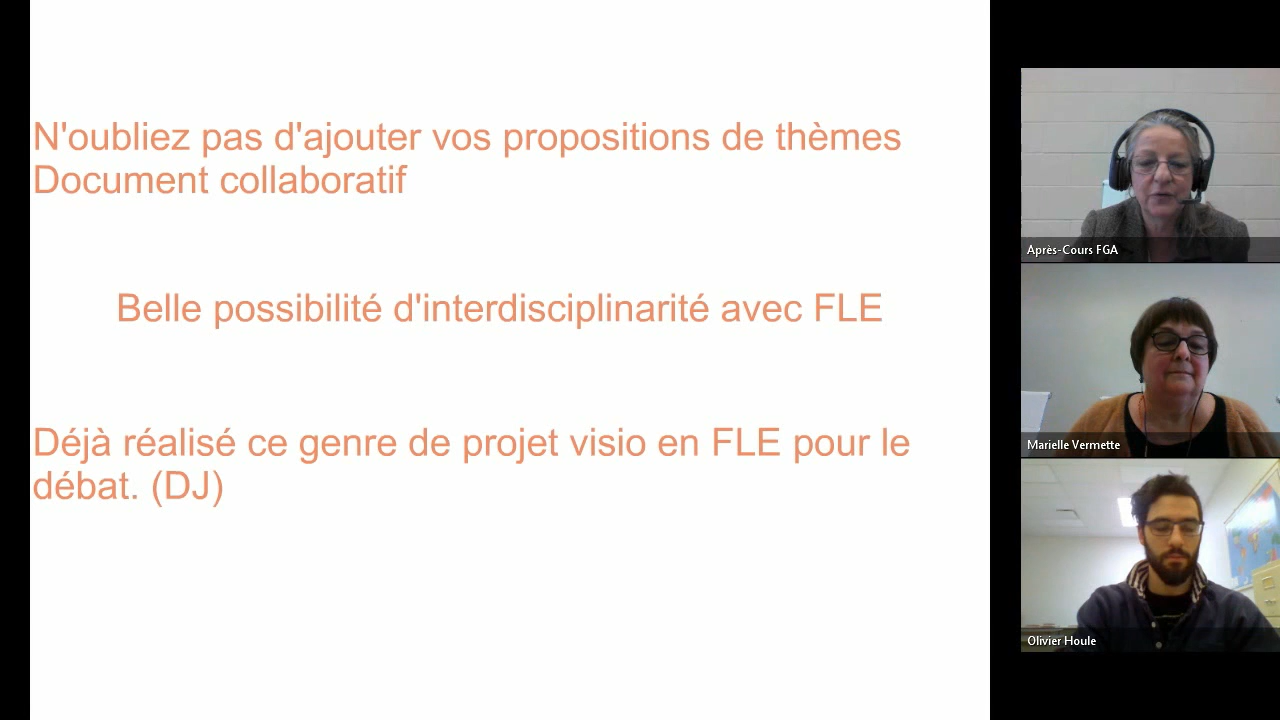 N'oubliez pas d'ajouter vos propositions de thèmes
Document collaboratif
Belle possibilité d'interdisciplinarité avec FLE
Déjà réalisé ce genre de projet visio en FLE pour le
débat. (DJ)
Après-Cours FGA
Marielle Vermette
Olivier Houle